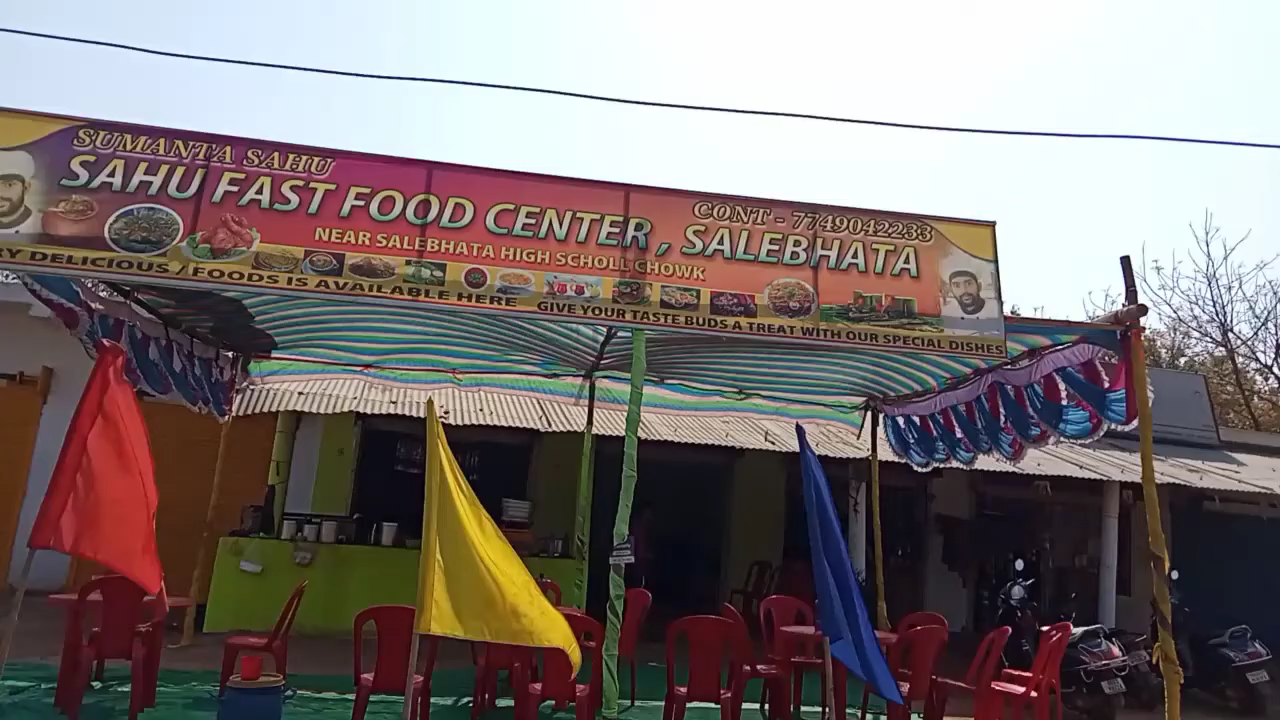 SUMANTA SAHU
SAHU FAST FOOD CENTER, SALEBHATA
CONT - 7749042233
NEAR SALEBHATA HIGH SCHOLL CHOWK
RY DELICIOUS / FOODS IS AVAILABLE HERE GIVE YOUR TASTE BUDS A TREAT WITH OUR SPECIAL DISHES